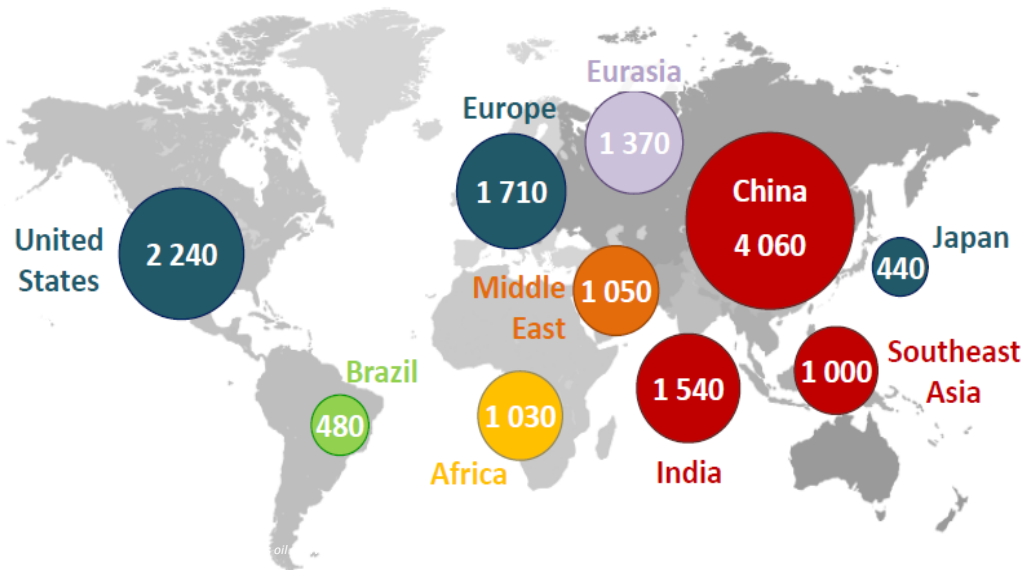 Eurasia
1 370
Europe
1 710
China
4 060
United
States
2 240
Japan
440
Middle
East
1 050
Southeast
Asia
1 000
India
1 540
Brazil
480
Africa
1 030
oil